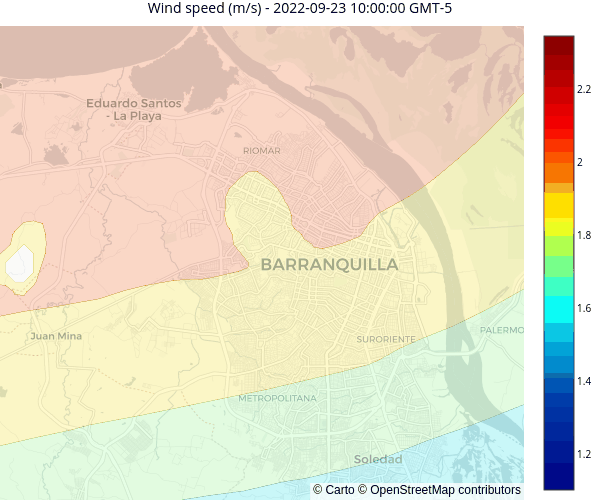 Wind speed (m/s) - 2022-09-23 10:00:00 GMT-5
Eduardo Santos
- La Playa
RIOMAR
BARRANQUILLA
Juan Mina
SURORIENTE
PALERMO
METROPOLITANA
Soledad
© Carto © OpenStreetMap contributors
2.2
2
1.8
1.6
1.4
1.2